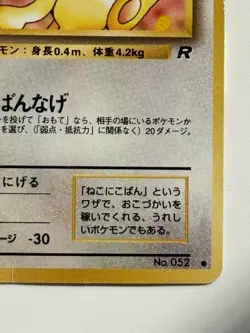 モン：身長0.4m、体重4.2kg
R
ばんなげ
を投げて「おもて」なら、相手の場にいるポケモンか
を選び、（「弱点・抵抗力」に関係なく）20ダメージ。
にげる
「ねこにこばん」という
ワザで、おこづかいを
稼いでくれる、うれし
いポケモンでもある。
ージ -30
No.052 ●